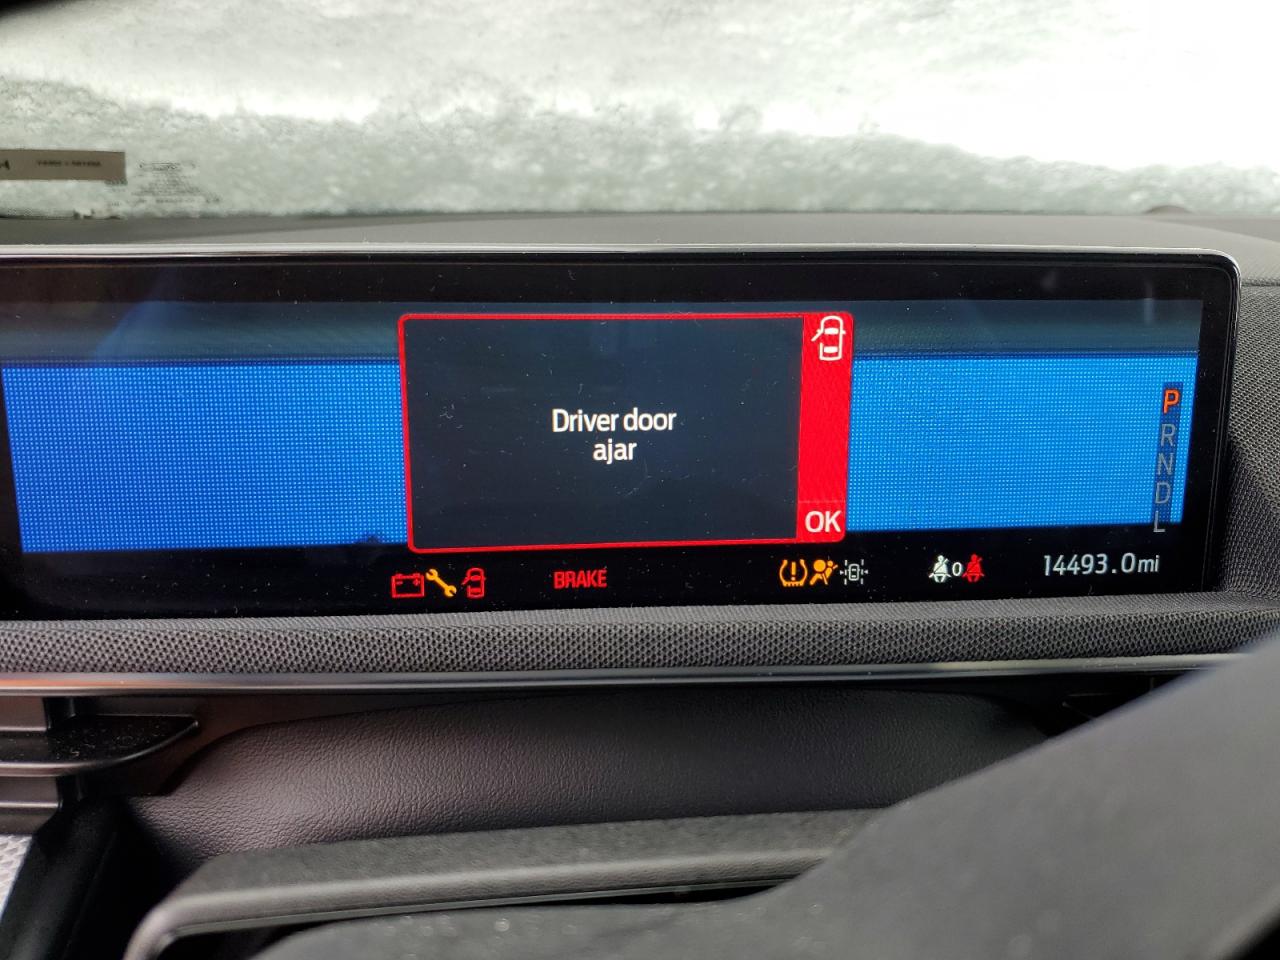 Driver door
ajar
OK
P
R
N
D
L
BRAKE
0
14493.0mi